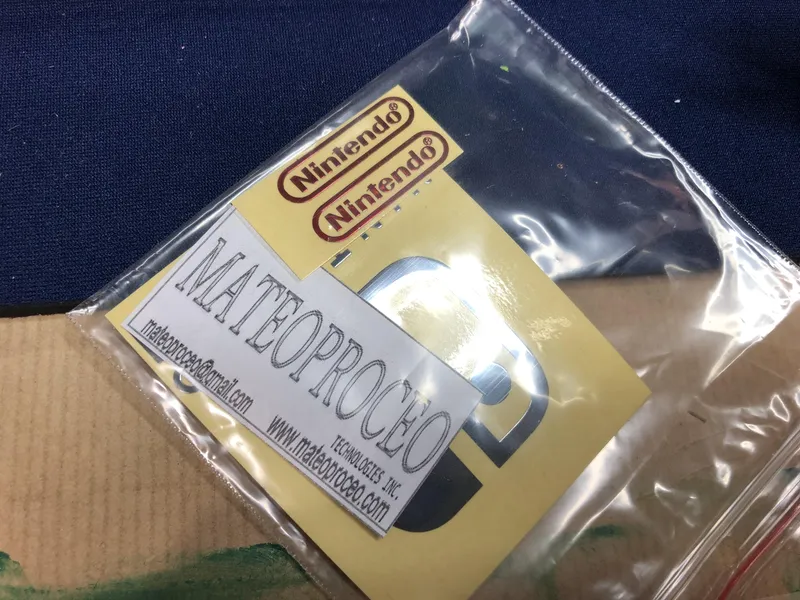 Nintendo®
Nintendo®
MATEOPROCEO
TECHNOLOGIES INC.
mateoproceo@gmail.com
www.mateoproceo.com